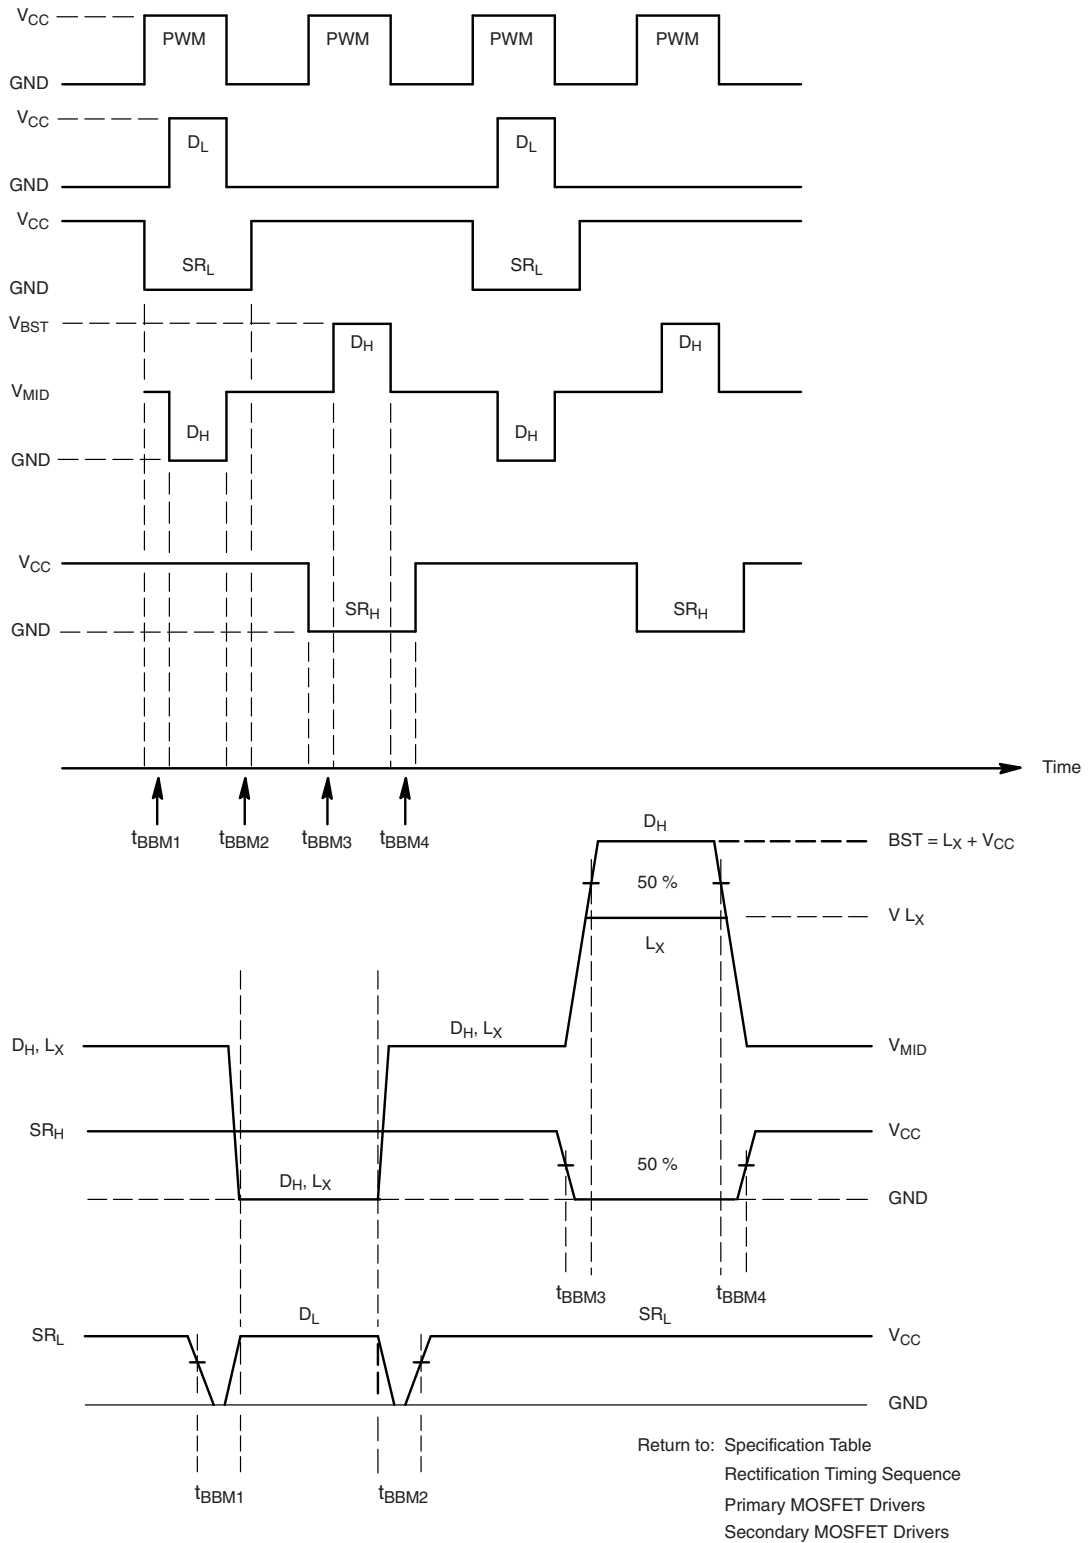 VCC
PWM PWM PWM PWM
GND
VCC
DL DL
GND
VCC
SRL SRL
GND
VBST
DH DH
VMID
DH DH
GND
VCC
SRH SRH
GND
Time
tBBM1 tBBM2 tBBM3 tBBM4
DH
BST = LX + VCC
50 %
V LX
LX
DH, LX
DH, LX VMID
SRH VCC
50 %
DH, LX
GND
tBBM3 tBBM4
DL SRL
SRL VCC
GND
Return to: Specification Table
Rectification Timing Sequence
tBBM1 tBBM2
Primary MOSFET Drivers
Secondary MOSFET Drivers